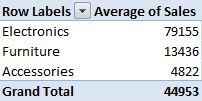 Row Labels Average of Sales
Electronics 79155
Furniture 13436
Accessories 4822
Grand Total 44953